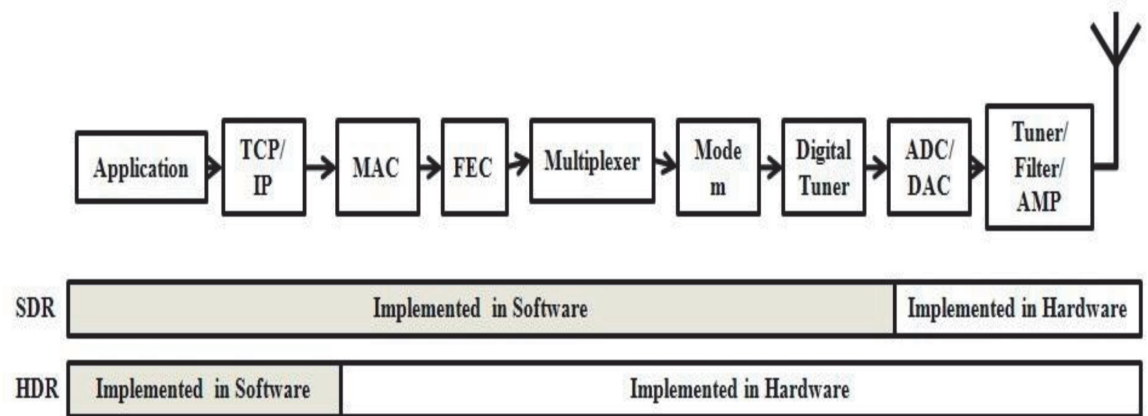 Application
TCP/
IP
MAC
FEC
Multiplexer
Mode
m
Digital
Tuner
ADC/
DAC
Tuner/
Filter/
AMP
SDR
Implemented in Software
Implemented in Hardware
HDR
Implemented in Software
Implemented in Hardware